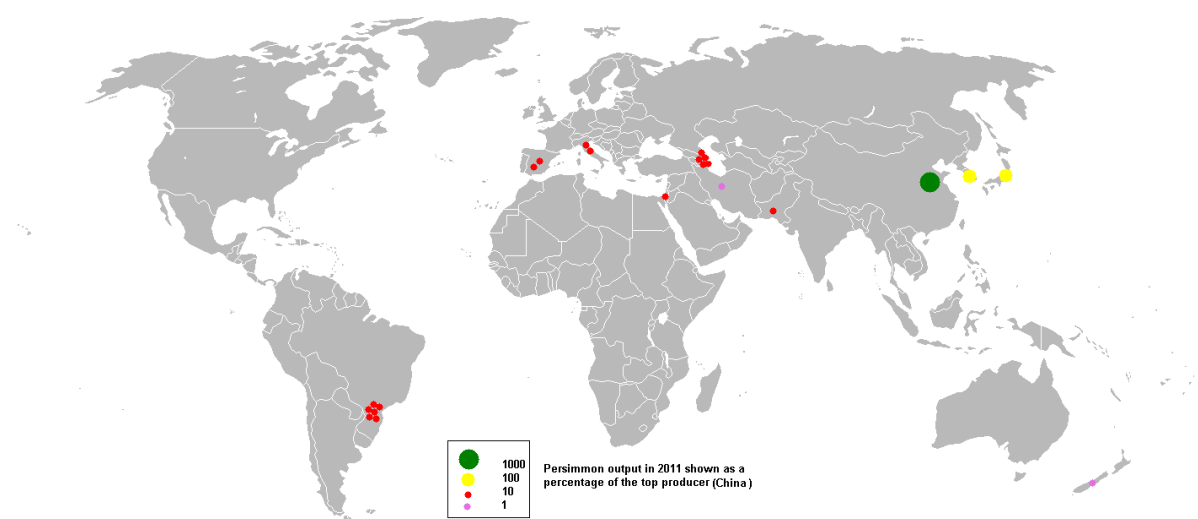 1000
100
10
1
Persimmon output in 2011 shown as a
percentage of the top producer (China )